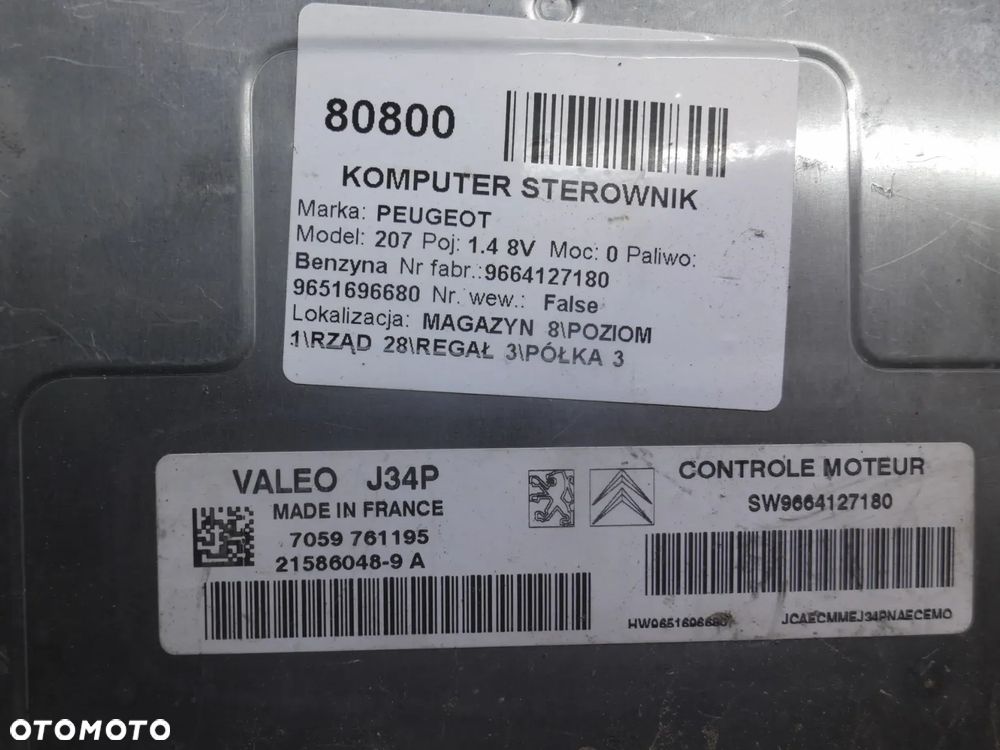 80800
KOMPUTER STEROWNIK
Marka: PEUGEOT
Model: 207 Poj: 1.4 8V Moc: 0 Paliwo:
Benzyna Nr fabr.:9664127180
9651696680 Nr. wew.: False
Lokalizacja: MAGAZYN 8\POZIOM
1\RZĄD 28\REGAŁ 3\PÓŁKA 3
VALEO J34P
MADE IN FRANCE
7059 761195
21586048-9 A
CONTROLE MOTEUR
SW9664127180
HW9651696680
JCAECMMEJ34PNAECEMO
OTOMOTO